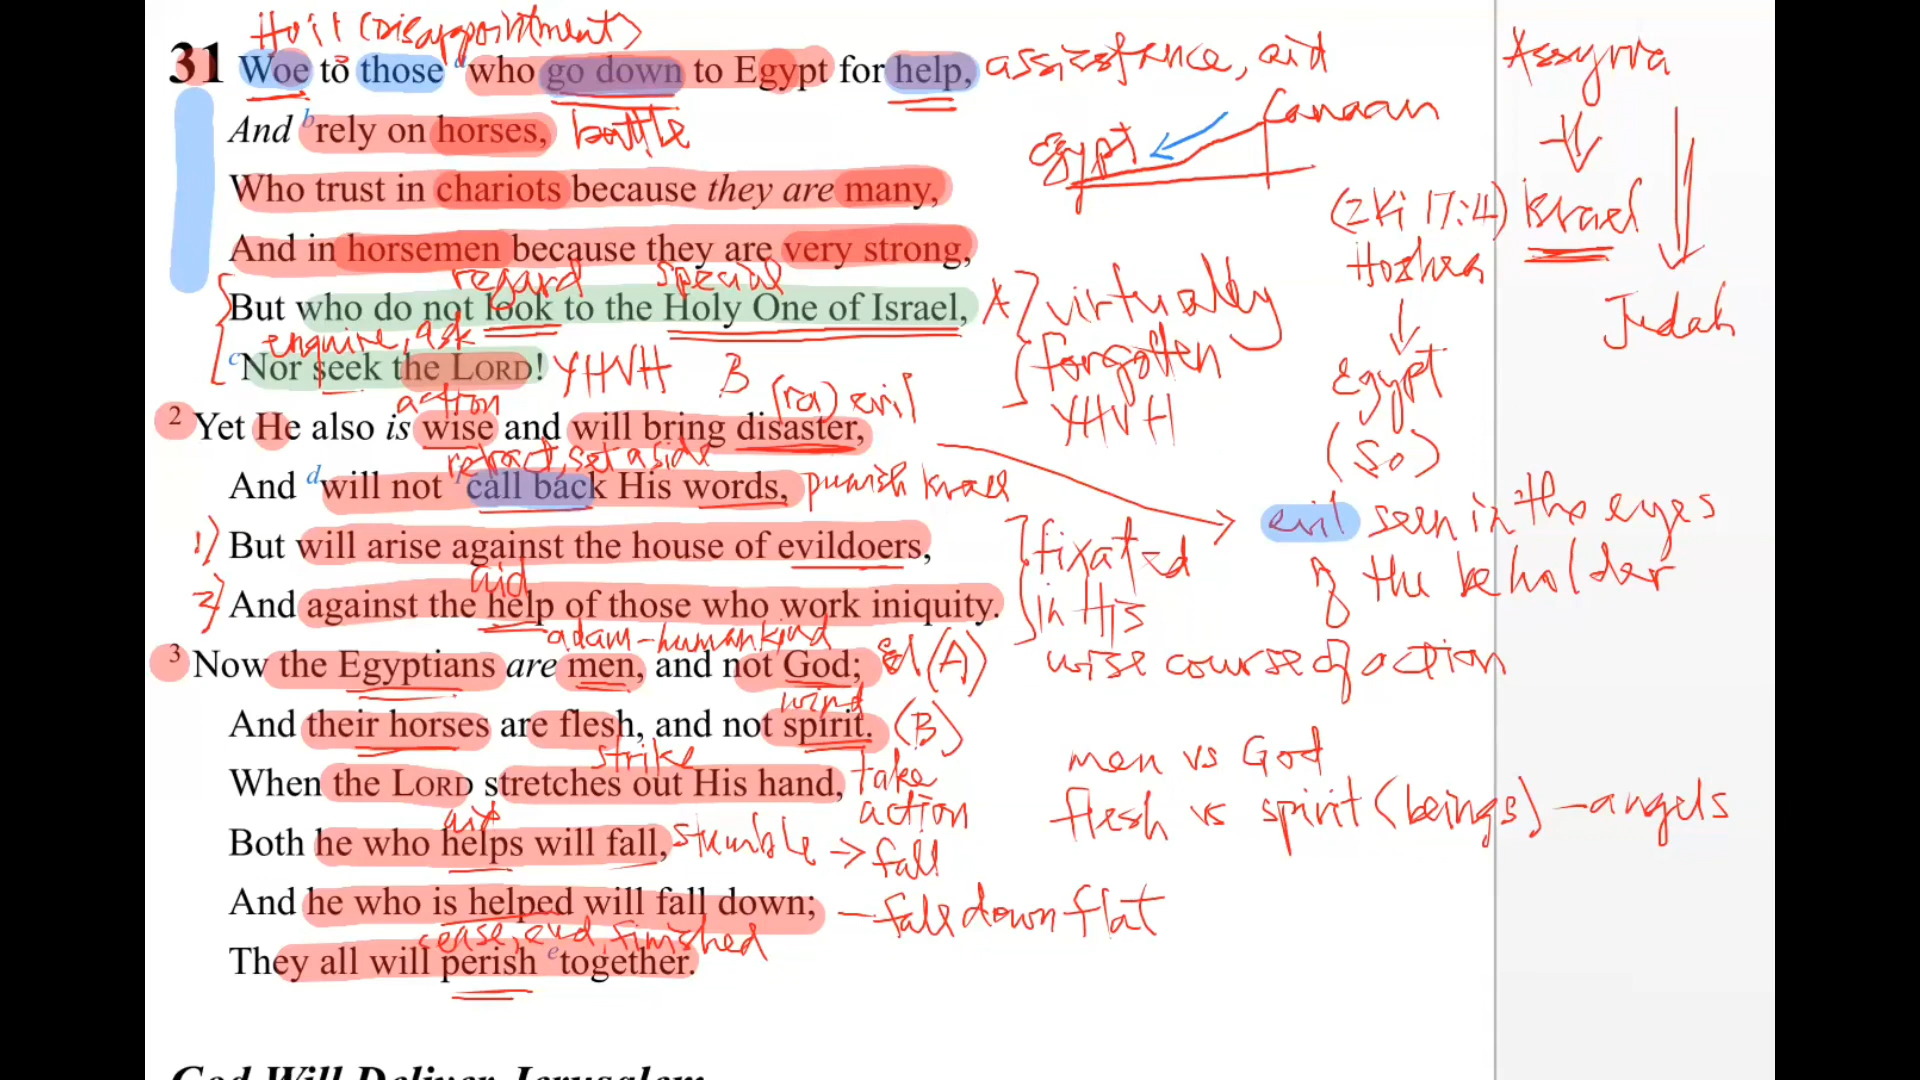 Ho'i! (Disappointment)
31 Woe to those a who go down to Egypt for help, assisstance, aid
Assyria
Canaan
And b rely on horses, battle
Egypt
Who trust in chariots because they are many,
(2Ki 17:4) Israel
And in horsemen because they are very strong,
Hoshea
regard special
But who do not look to the Holy One of Israel, A virtually
Judah
enquire, ask
forgotten
c Nor seek the LORD! YHVH B
Egypt
action (ra) evil
YHVH
2 Yet He also is wise and will bring disaster,
(So)
retract, set aside
And d will not call back His words, punish Israel
evil seen in the eyes
1) But will arise against the house of evildoers, fixated
of the beholder
aid
2) And against the help of those who work iniquity. in His
adam-humankind
3 Now the Egyptians are men, and not God; El (A) wise course of action
wind
And their horses are flesh, and not spirit. (B)
men vs God
strike
When the LORD stretches out His hand, take action
flesh vs spirit (beings) - angels
aid
Both he who helps will fall, stumble → fall
And he who is helped will fall down; - fall down flat
cease, end, finished
They all will perish e together.
God Will Deliver Jerusalem